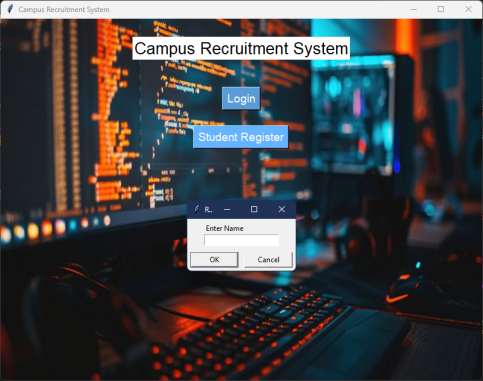 Campus Recruitment System
Campus Recruitment System
Login
Student Register
R..
Enter Name
OK
Cancel